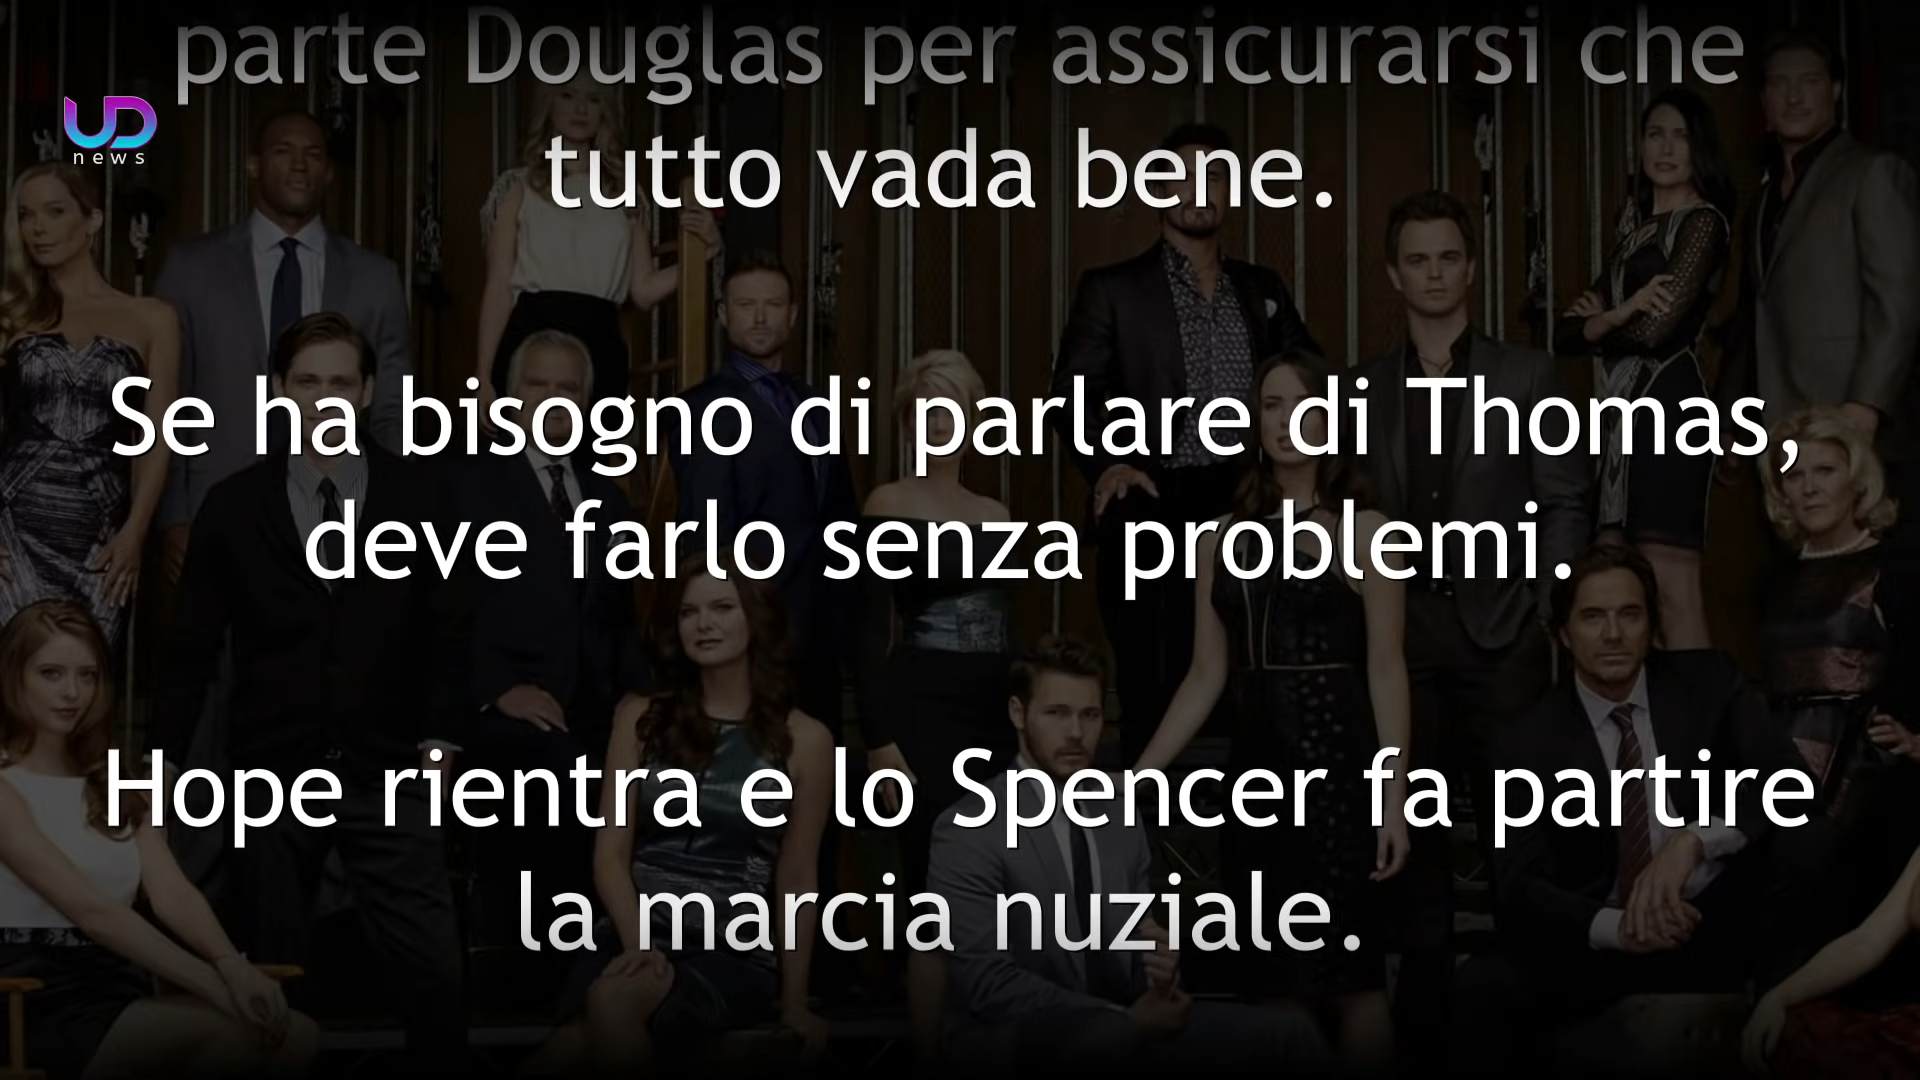 parte Douglas per assicurarsi che
UD
news
tutto vada bene.
Se ha bisogno di parlare di Thomas,
deve farlo senza problemi.
Hope rientra e lo Spencer fa partire
la marcia nuziale.